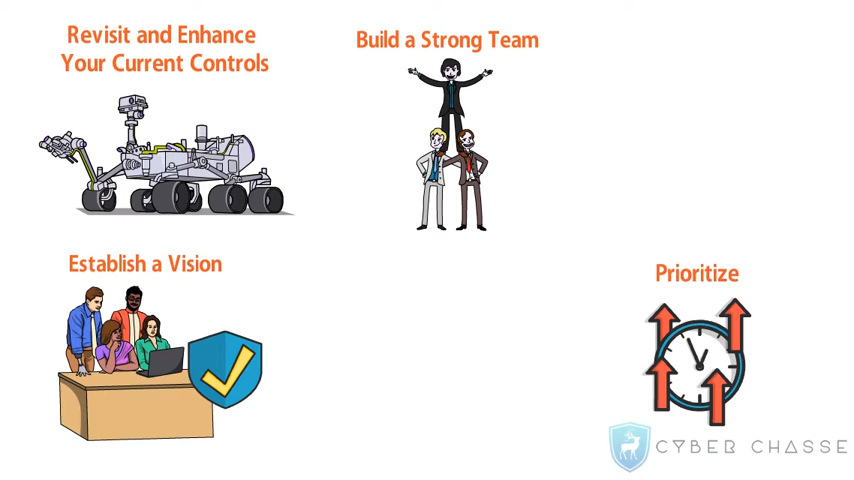 Revisit and Enhance
Your Current Controls
Build a Strong Team
Establish a Vision
Prioritize
CYBER CHASSE